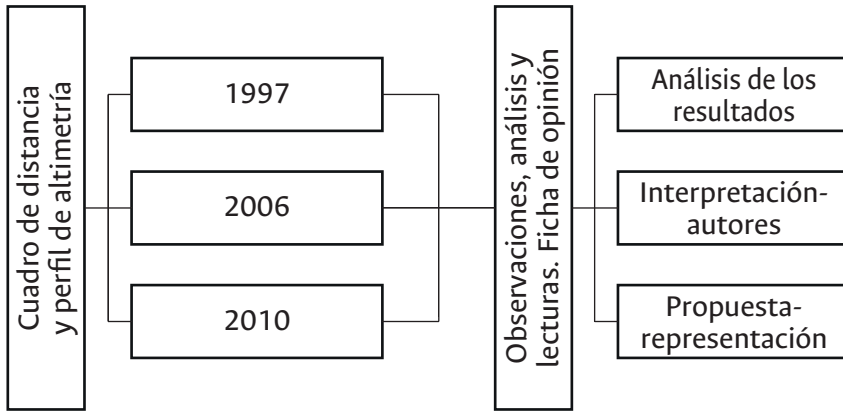 Cuadro de distancia
y perfil de altimetría
1997
2006
2010
Observaciones, análisis y
lecturas. Ficha de opinión
Análisis de los
resultados
Interpretación-
autores
Propuesta-
representación